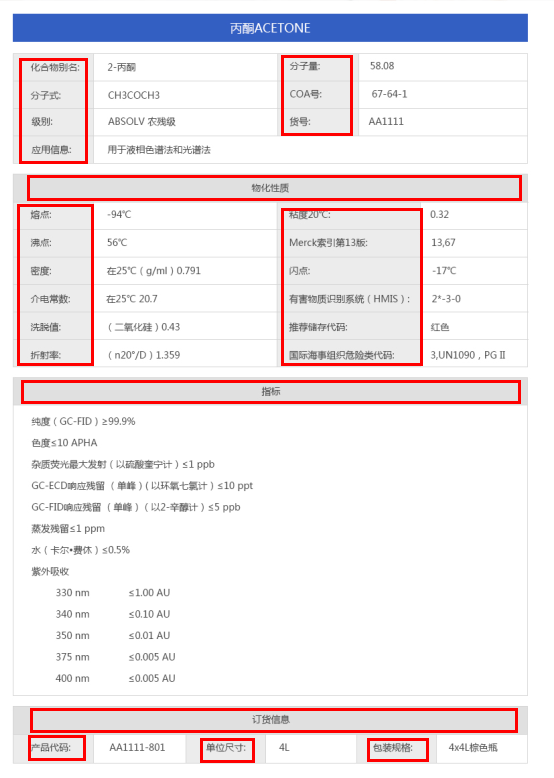 丙酮ACETONE
化合物别名: 2-丙酮 分子量: 58.08
分子式: CH3COCH3 COA号: 67-64-1
级别: ABSOLV 农残级 货号: AA1111
应用信息: 用于液相色谱法和光谱法
物化性质
熔点: -94℃ 粘度20℃: 0.32
沸点: 56℃ Merck索引第13版: 13,67
密度: 在25℃（g/ml）0.791 闪点: -17℃
介电常数: 在25℃ 20.7 有害物质识别系统（HMIS）: 2*-3-0
洗脱值: （二氧化硅）0.43 推荐储存代码: 红色
折射率: （n20°/D）1.359 国际海事组织危险类代码: 3,UN1090，PG II
指标
纯度（GC-FID）≥99.9%
色度≤10 APHA
杂质荧光最大发射（以硫酸奎宁计）≤1 ppb
GC-ECD响应残留 （单峰）（以环氧七氯计）≤10 ppt
GC-FID响应残留 （单峰）（以2-辛醇计）≤5 ppb
蒸发残留≤1 ppm
水（卡尔•费休）≤0.5%
紫外吸收
330 nm ≤1.00 AU
340 nm ≤0.10 AU
350 nm ≤0.01 AU
375 nm ≤0.005 AU
400 nm ≤0.005 AU
订货信息
产品代码: AA1111-801 单位尺寸: 4L 包装规格: 4x4L棕色瓶